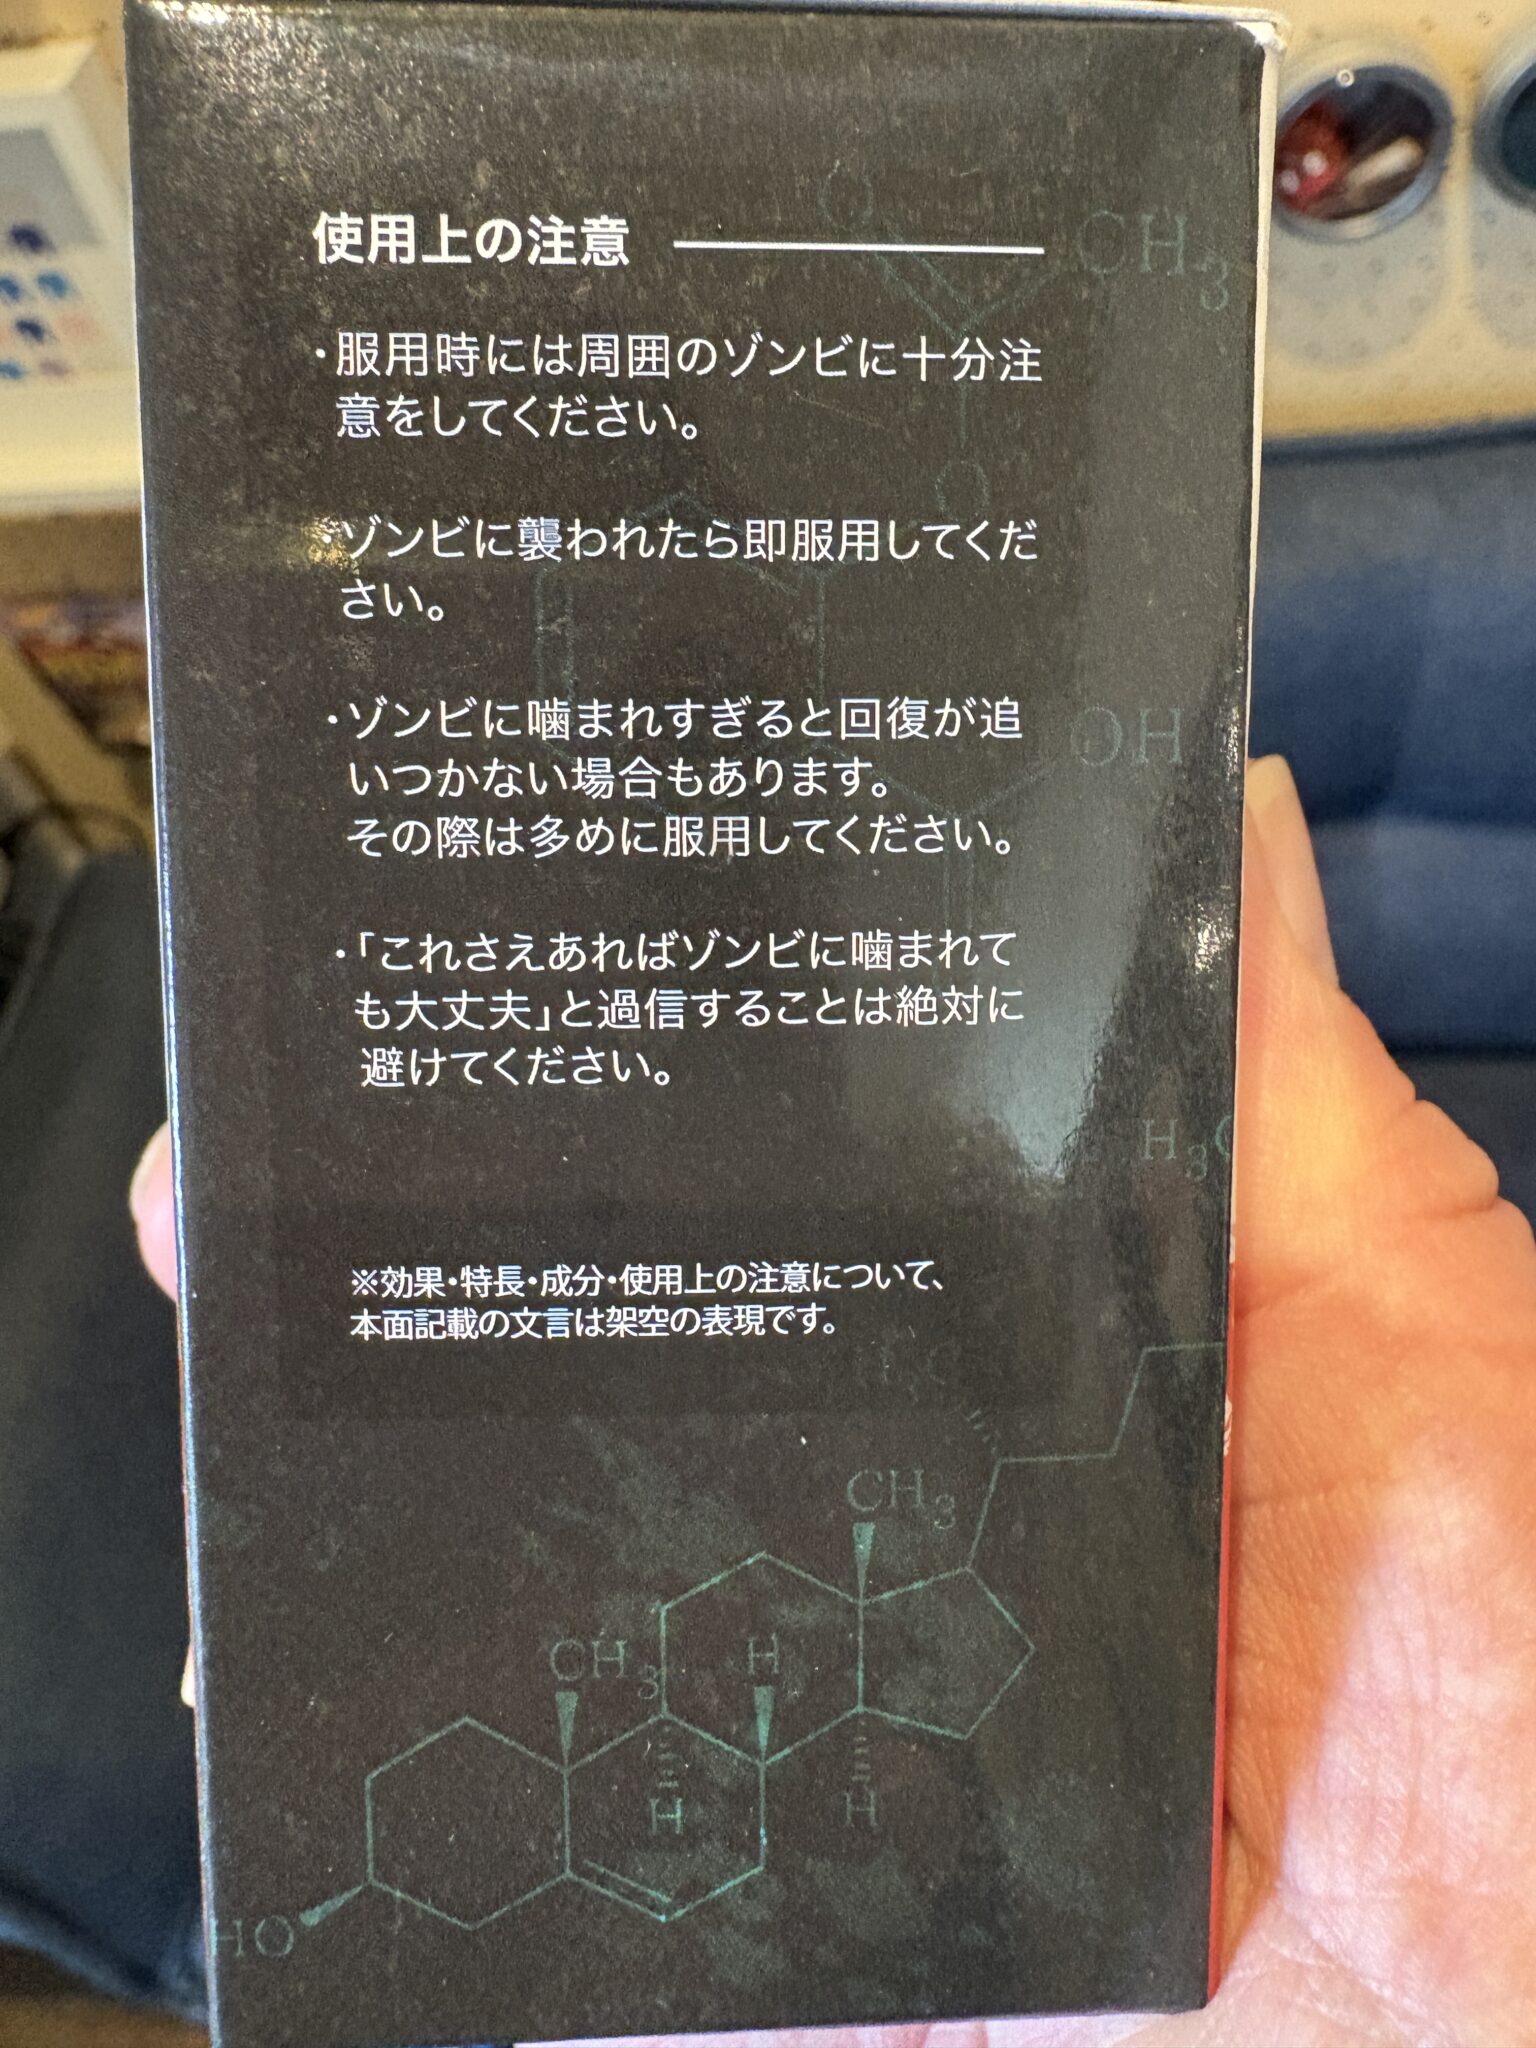 使用上の注意
・服用時には周囲のゾンビに十分注
意をしてください。
・ゾンビに襲われたら即服用してくだ
さい。
・ゾンビに噛まれすぎると回復が追
いつかない場合もあります。
その際は多めに服用してください。
・「これさえあればゾンビに噛まれて
も大丈夫」と過信することは絶対に
避けてください。
※効果・特長・成分・使用上の注意について、
本面記載の文言は架空の表現です。
O
CH3
O
OH
CH3
CH3
H
H
H
HO